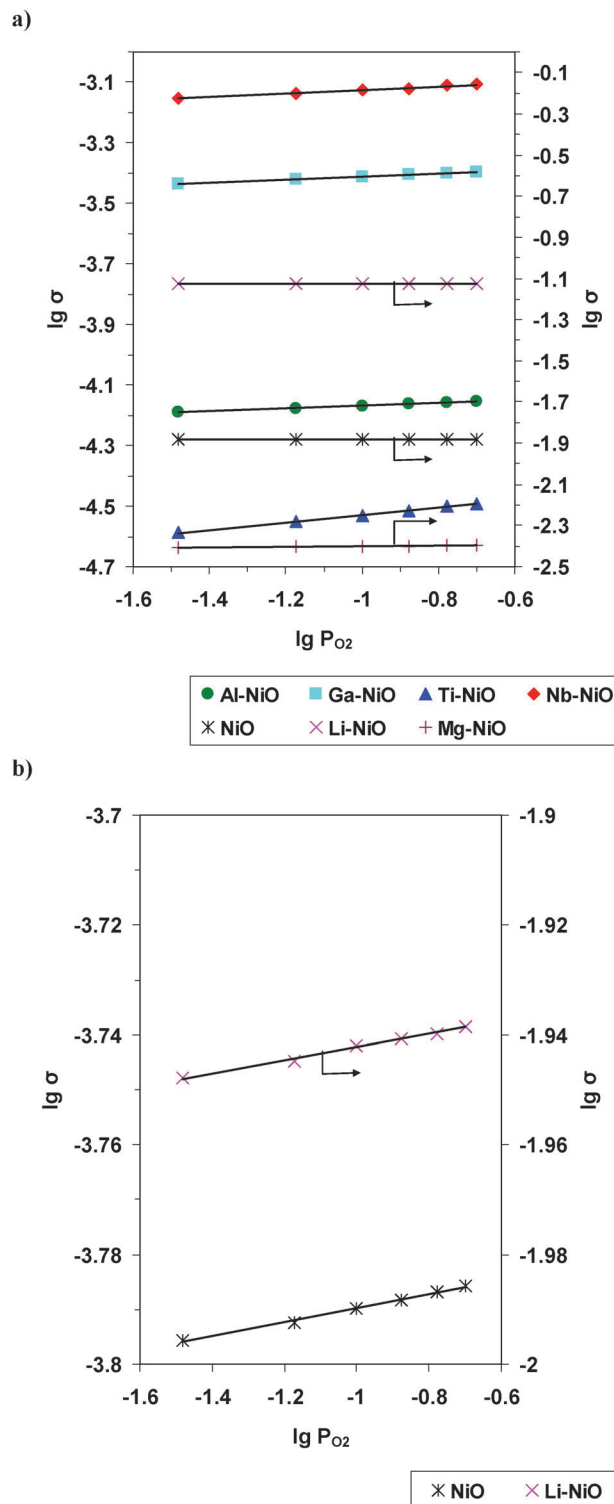 a)
-3.1
-3.3
-3.5
-3.7
-3.9
-4.1
-4.3
-4.5
-4.7
lg σ
-0.1
-0.3
-0.5
-0.7
-0.9
-1.1
-1.3
-1.5
-1.7
-1.9
-2.1
-2.3
-2.5
lg σ
-1.6 -1.4 -1.2 -1 -0.8 -0.6
lg P_O2
Al-NiO Ga-NiO Ti-NiO Nb-NiO
NiO Li-NiO Mg-NiO
b)
-3.7
-3.72
-3.74
-3.76
-3.78
-3.8
lg σ
-1.9
-1.92
-1.94
-1.96
-1.98
-2
lg σ
-1.6 -1.4 -1.2 -1 -0.8 -0.6
lg P_O2
NiO Li-NiO